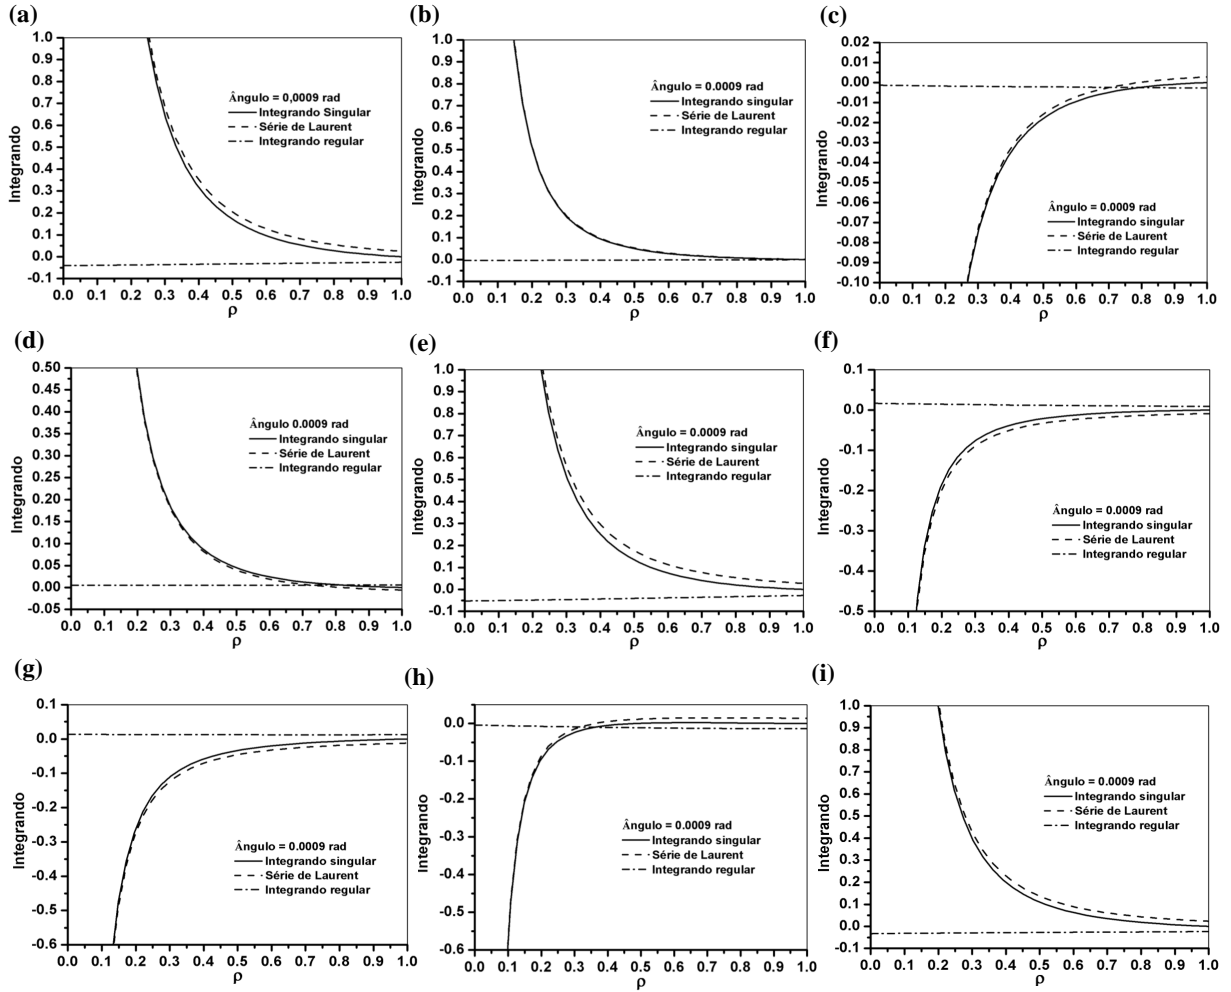 (a)
1.0
0.9
0.8
0.7
0.6
0.5
0.4
0.3
0.2
0.1
0.0
-0.1
Integrando
Ângulo = 0,0009 rad
Integrando Singular
Série de Laurent
Integrando regular
0.0 0.1 0.2 0.3 0.4 0.5 0.6 0.7 0.8 0.9 1.0
ρ
(b)
1.0
0.9
0.8
0.7
0.6
0.5
0.4
0.3
0.2
0.1
0.0
-0.1
Integrando
Ângulo = 0.0009 rad
Integrando singular
Série de Laurent
Integrando regular
0.0 0.1 0.2 0.3 0.4 0.5 0.6 0.7 0.8 0.9 1.0
ρ
(c)
0.02
0.01
0.00
-0.01
-0.02
-0.03
-0.04
-0.05
-0.06
-0.07
-0.08
-0.09
-0.10
Integrando
Ângulo = 0.0009 rad
Integrando singular
Série de Laurent
Integrando regular
0.0 0.1 0.2 0.3 0.4 0.5 0.6 0.7 0.8 0.9 1.0
ρ
(d)
0.50
0.45
0.40
0.35
0.30
0.25
0.20
0.15
0.10
0.05
0.00
-0.05
Integrando
Ângulo 0.0009 rad
Integrando singular
Série de Laurent
Integrando regular
0.0 0.1 0.2 0.3 0.4 0.5 0.6 0.7 0.8 0.9 1.0
ρ
(e)
1.0
0.9
0.8
0.7
0.6
0.5
0.4
0.3
0.2
0.1
0.0
-0.1
Integrando
Ângulo =0.0009 rad
Integrando singular
Série de Laurent
Integrando regular
0.0 0.1 0.2 0.3 0.4 0.5 0.6 0.7 0.8 0.9 1.0
ρ
(f)
0.1
0.0
-0.1
-0.2
-0.3
-0.4
-0.5
Integrando
Ângulo = 0.0009 rad
Integrando singular
Série de Laurent
Integrando regular
0.0 0.1 0.2 0.3 0.4 0.5 0.6 0.7 0.8 0.9 1.0
ρ
(g)
0.1
0.0
-0.1
-0.2
-0.3
-0.4
-0.5
-0.6
Integrando
Ângulo = 0.0009 rad
Integrando singular
Série de Laurent
Integrando regular
0.0 0.1 0.2 0.3 0.4 0.5 0.6 0.7 0.8 0.9 1.0
ρ
(h)
0.0
-0.1
-0.2
-0.3
-0.4
-0.5
-0.6
Integrando
Ângulo = 0.0009 rad
Integrando singular
Série de Laurent
Integrando regular
0.0 0.1 0.2 0.3 0.4 0.5 0.6 0.7 0.8 0.9 1.0
ρ
(i)
1.0
0.9
0.8
0.7
0.6
0.5
0.4
0.3
0.2
0.1
0.0
-0.1
Integrando
Ângulo = 0.0009 rad
Integrando singular
Série de Laurent
Integrando regular
0.0 0.1 0.2 0.3 0.4 0.5 0.6 0.7 0.8 0.9 1.0
ρ